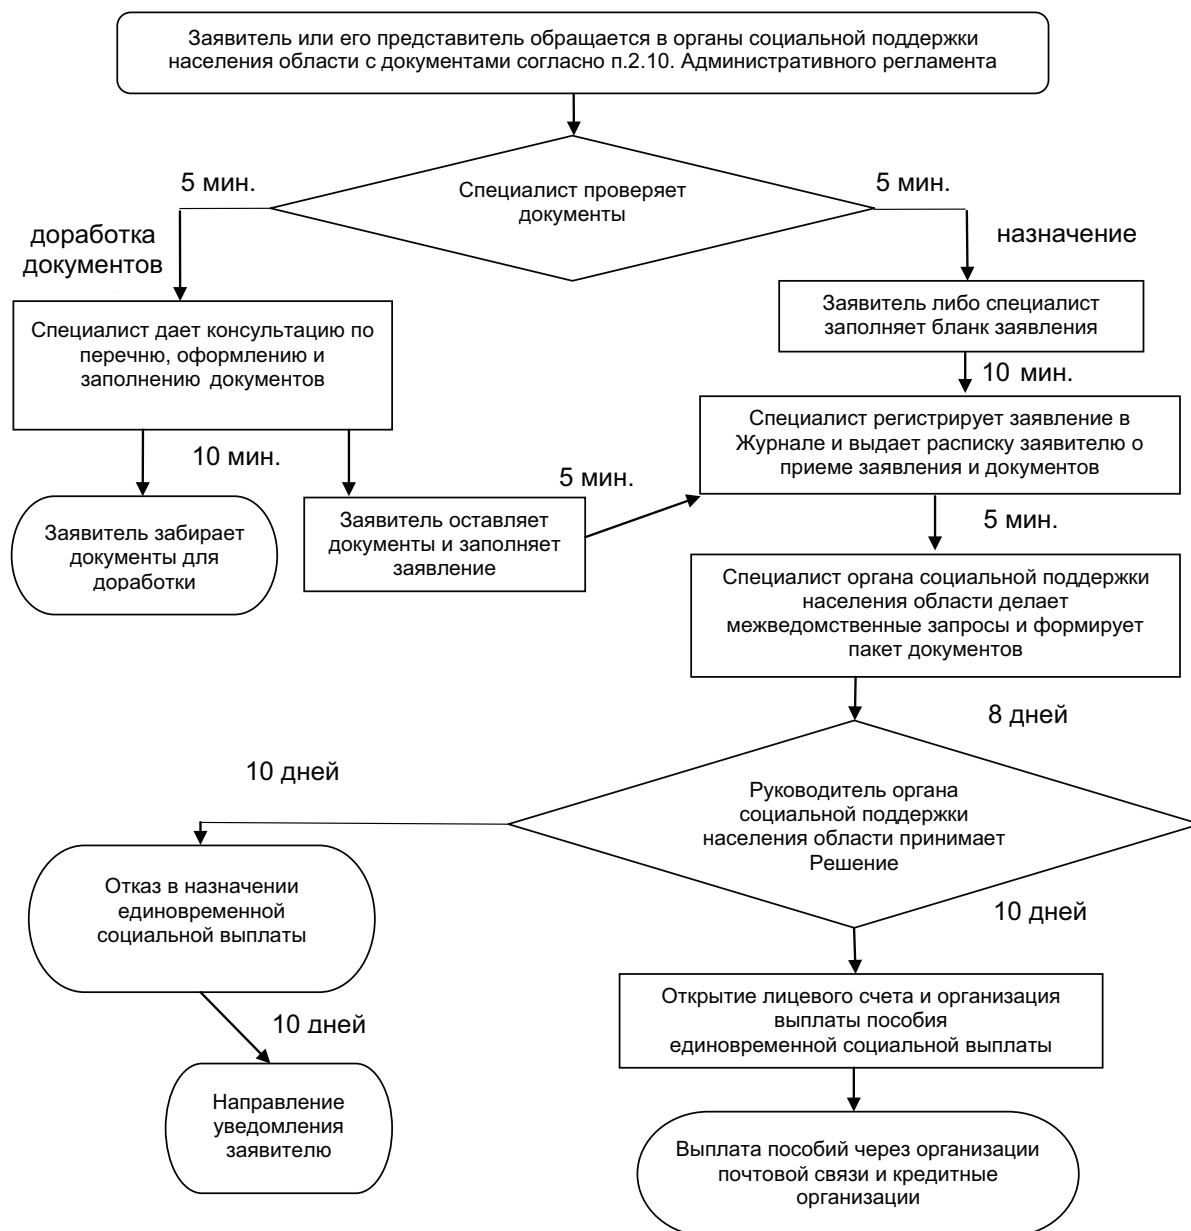 Заявитель или его представитель обращается в органы социальной поддержки
населения области с документами согласно п.2.10. Административного регламента
5 мин.
Специалист проверяет
документы
5 мин.
доработка
документов
назначение
Специалист дает консультацию по
перечню, оформлению и
заполнению документов
Заявитель либо специалист
заполняет бланк заявления
10 мин.
Специалист регистрирует заявление в
Журнале и выдает расписку заявителю о
приеме заявления и документов
10 мин.
5 мин.
Заявитель забирает
документы для
доработки
Заявитель оставляет
документы и заполняет
заявление
5 мин.
Специалист органа социальной поддержки
населения области делает
межведомственные запросы и формирует
пакет документов
8 дней
10 дней
Руководитель органа
социальной поддержки
населения области принимает
Решение
Отказ в назначении
единовременной
социальной выплаты
10 дней
Открытие лицевого счета и организация
выплаты пособия
единовременной социальной выплаты
10 дней
Направление
уведомления
заявителю
Выплата пособий через организации
почтовой связи и кредитные
организации